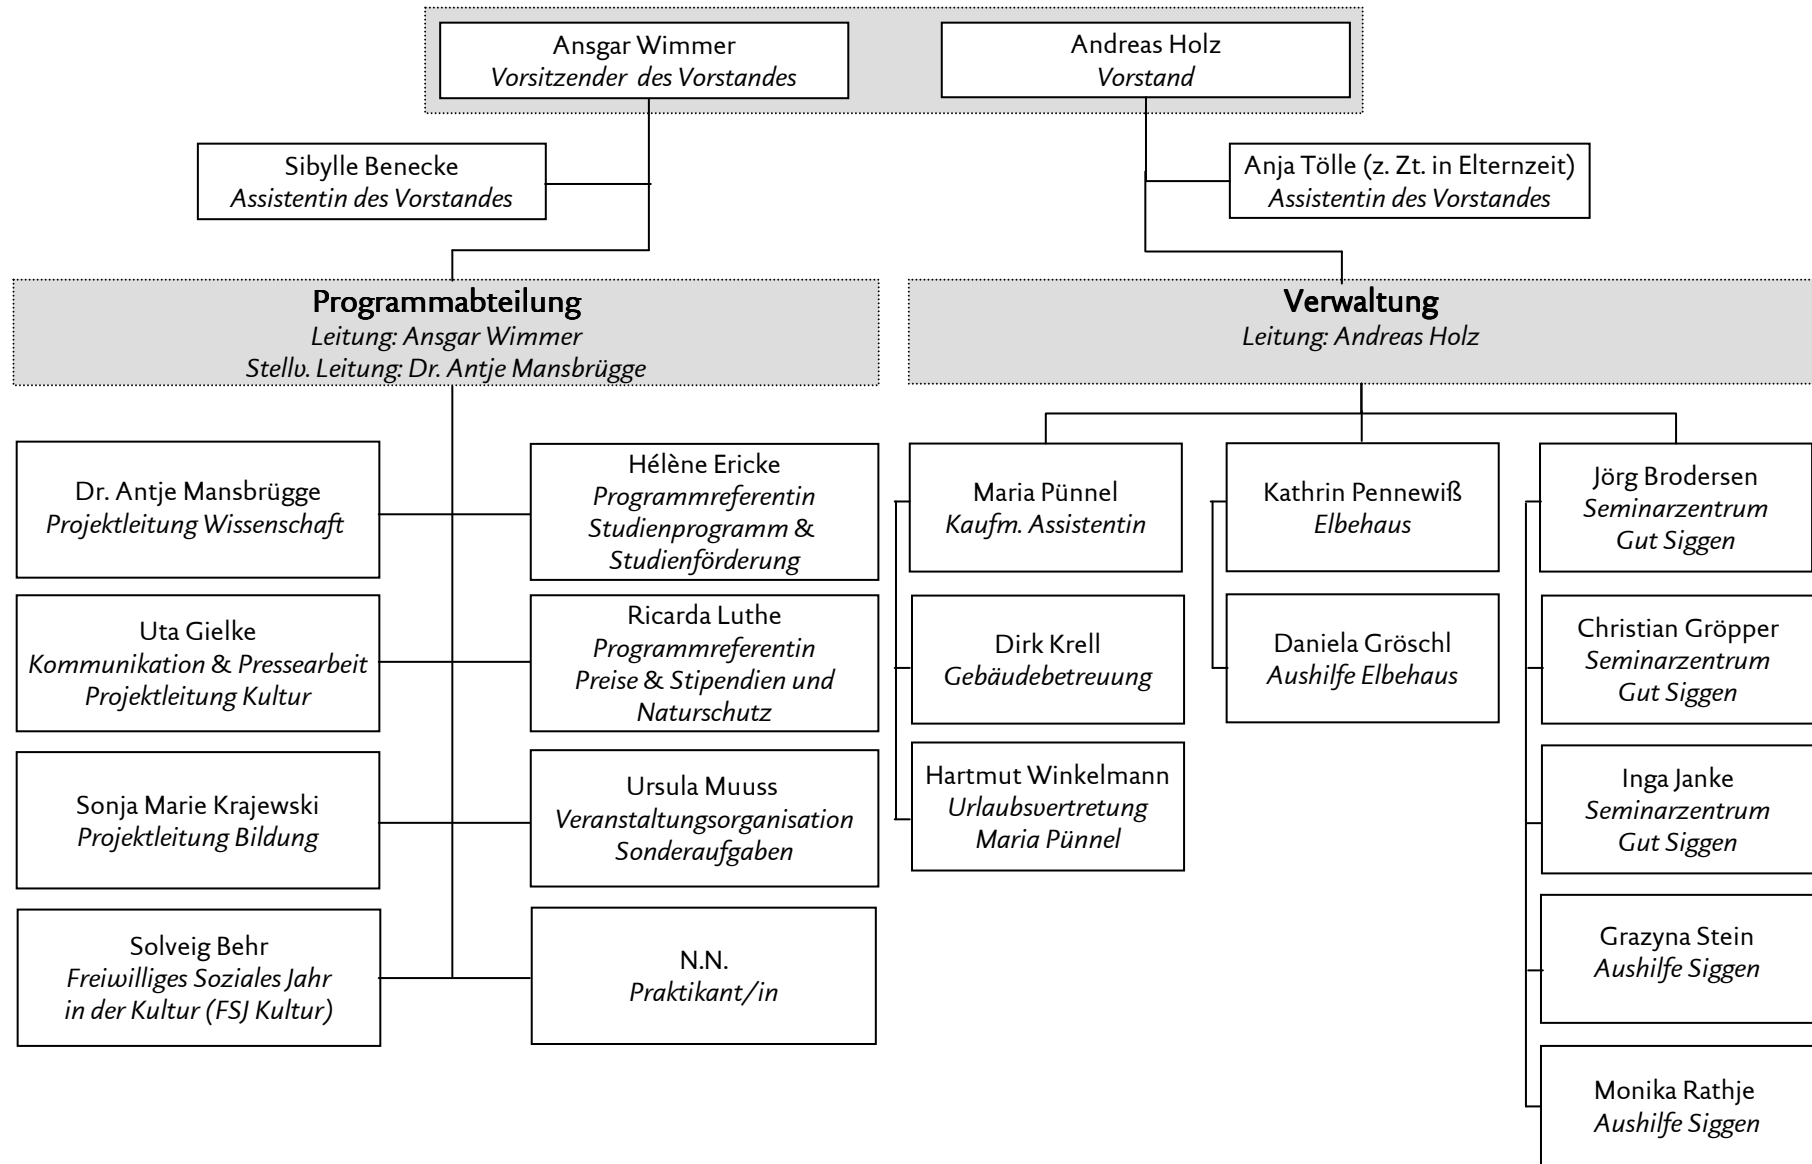 Ansgar Wimmer
Vorsitzender des Vorstandes
Andreas Holz
Vorstand
Sibylle Benecke
Assistentin des Vorstandes
Anja Tölle (z. Zt. in Elternzeit)
Assistentin des Vorstandes
Programmabteilung
Leitung: Ansgar Wimmer
Stellv. Leitung: Dr. Antje Mansbrügge
Verwaltung
Leitung: Andreas Holz
Dr. Antje Mansbrügge
Projektleitung Wissenschaft
Hélène Ericke
Programmreferentin
Studienprogramm &
Studienförderung
Uta Gielke
Kommunikation & Pressearbeit
Projektleitung Kultur
Ricarda Luthe
Programmreferentin
Preise & Stipendien und
Naturschutz
Sonja Marie Krajewski
Projektleitung Bildung
Ursula Muuss
Veranstaltungsorganisation
Sonderaufgaben
Solveig Behr
Freiwilliges Soziales Jahr
in der Kultur (FSJ Kultur)
N.N.
Praktikant/in
Maria Pünnel
Kaufm. Assistentin
Dirk Krell
Gebäudebetreuung
Hartmut Winkelmann
Urlaubsvertretung
Maria Pünnel
Kathrin Pennewiß
Elbehaus
Daniela Gröschl
Aushilfe Elbehaus
Jörg Brodersen
Seminarzentrum
Gut Siggen
Christian Gröpper
Seminarzentrum
Gut Siggen
Inga Janke
Seminarzentrum
Gut Siggen
Grazyna Stein
Aushilfe Siggen
Monika Rathje
Aushilfe Siggen